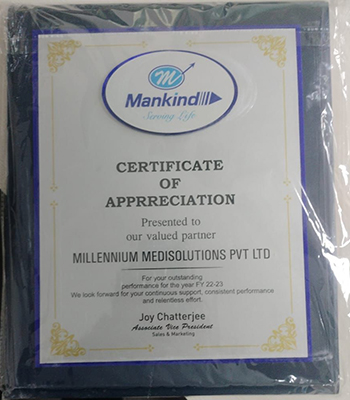 M
Mankind
Serving Life
CERTIFICATE
OF
APPRRECIATION
Presented to
our valued partner
MILLENNIUM MEDISOLUTIONS PVT LTD
For your outstanding
performance for the year FY 22-23
We look forward for your continuous support, consistent performance
and relentless effort.
Joy Chatterjee
Associate Vice President
Sales & Marketing